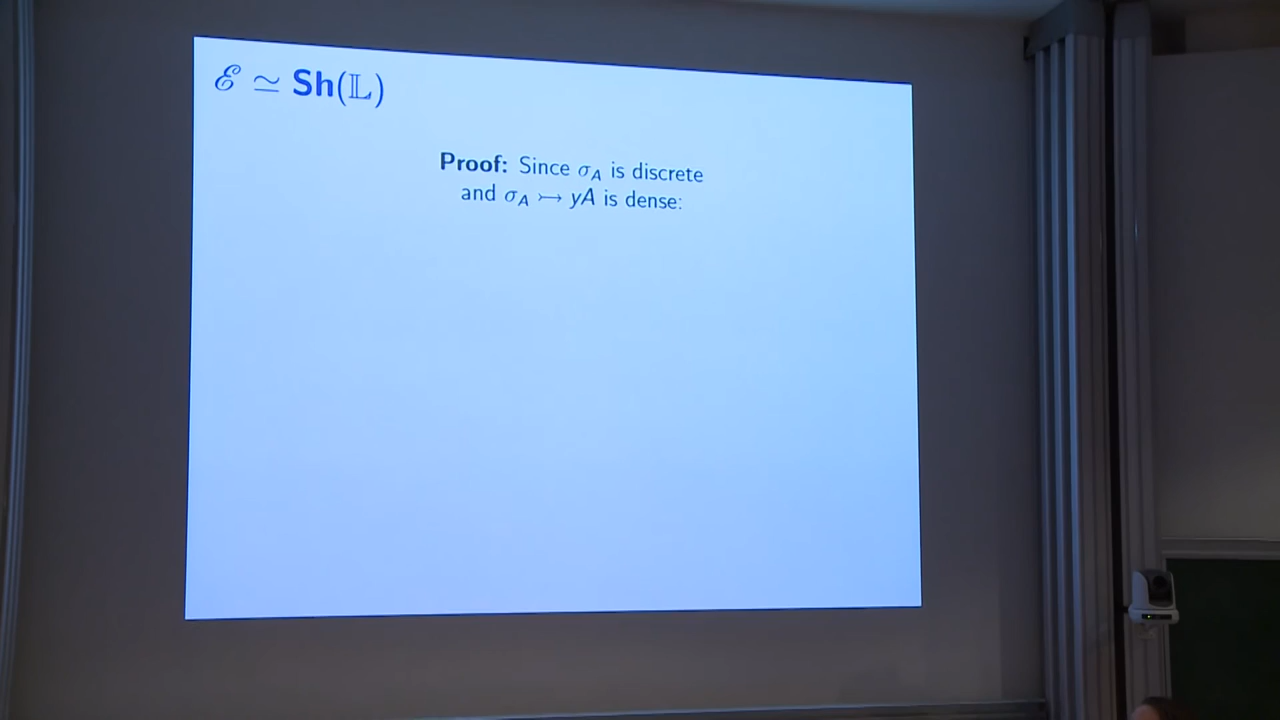 ℰ ≃ Sh(𝕃)
Proof: Since σ_A is discrete
and σ_A ↣ yA is dense: